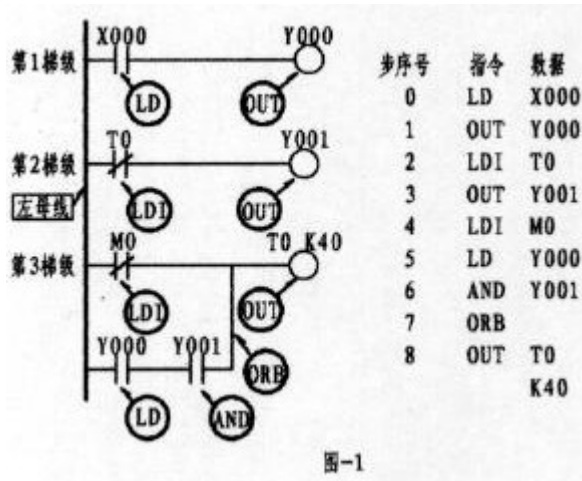 X000 Y000
第1梯级
LD OUT
T0 Y001
第2梯级
左母线 LDI OUT
M0 T0 K40
第3梯级
LDI OUT
Y000 Y001
ORB
LD AND
步序号 指令 数据
0 LD X000
1 OUT Y000
2 LDI T0
3 OUT Y001
4 LDI M0
5 LD Y000
6 AND Y001
7 ORB
8 OUT T0
K40
图-1